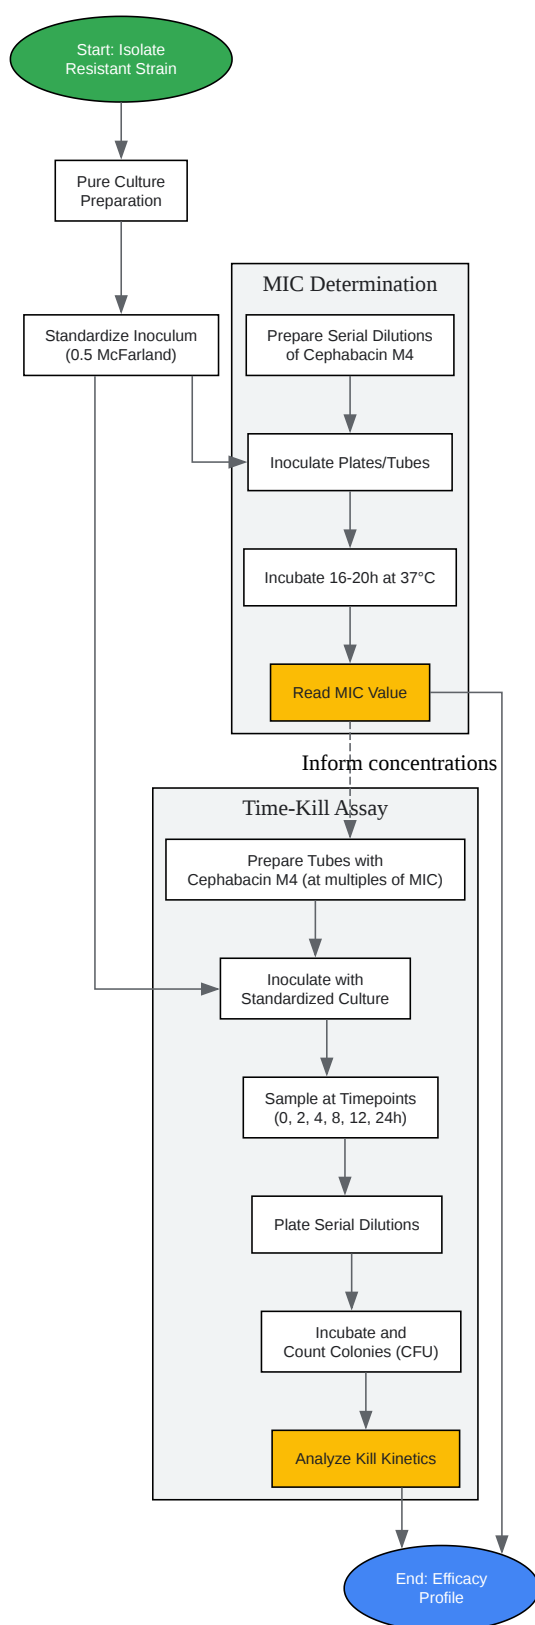 Start: Isolate
Resistant Strain
Pure Culture
Preparation
Standardize Inoculum
(0.5 McFarland)
MIC Determination
Prepare Serial Dilutions
of Cephabacin M4
Inoculate Plates/Tubes
Incubate 16-20h at 37°C
Read MIC Value
Inform concentrations
Time-Kill Assay
Prepare Tubes with
Cephabacin M4 (at multiples of MIC)
Inoculate with
Standardized Culture
Sample at Timepoints
(0, 2, 4, 8, 12, 24h)
Plate Serial Dilutions
Incubate and
Count Colonies (CFU)
Analyze Kill Kinetics
End: Efficacy
Profile